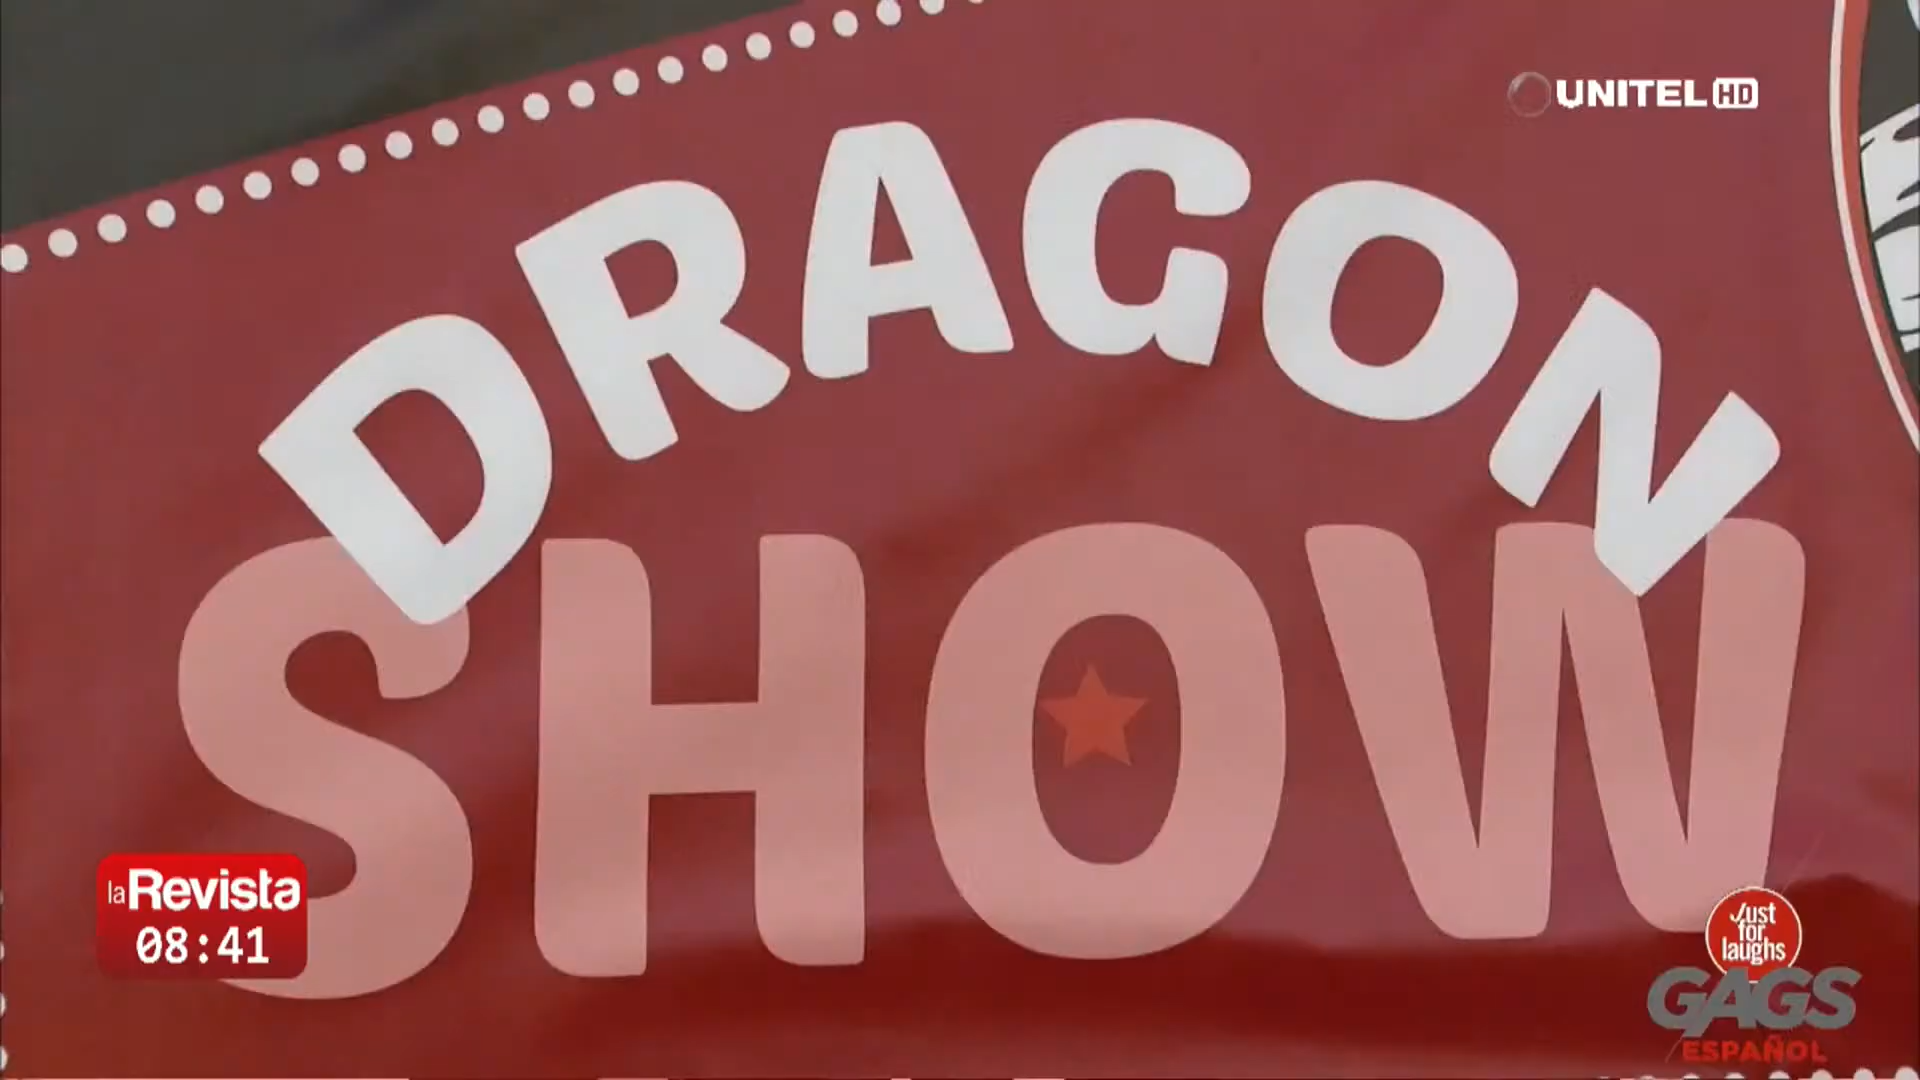 UNITEL HD
DRAGON
SHOW
la Revista
08:41
Just
for
laughs
GAGS
ESPAÑOL